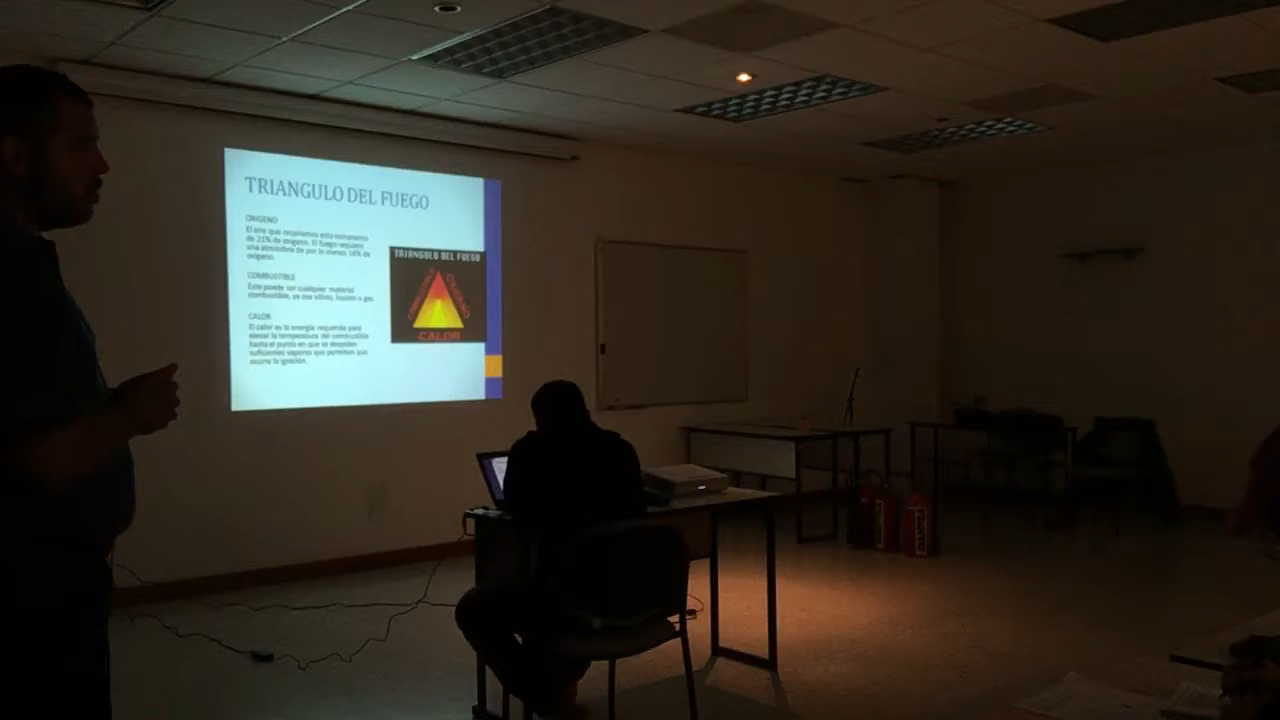 TRIANGULO DEL FUEGO
OXIGENO
El aire que respiramos esta compuesto
de 21% de oxigeno. El fuego requiere
una atmosfera de por lo menos 16% de
oxigeno.
COMBUSTIBLE
Este puede ser cualquier material
combustible, ya sea sólido, liquido o gas.
CALOR
El calor es la energía requerida para
elevar la temperatura del combustible
hasta el punto en que se despiden
suficientes vapores que permiten que
ocurra la ignición.
TRIANGULO DEL FUEGO
CALOR